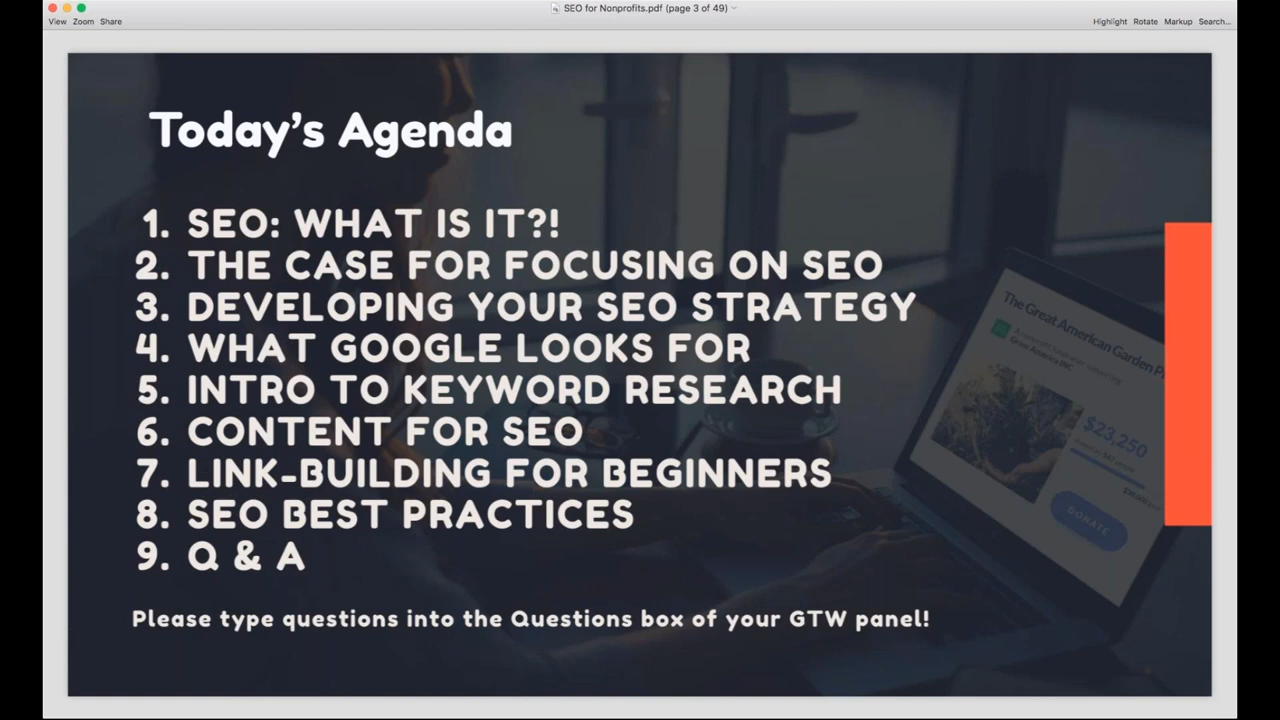 SEO for Nonprofits.pdf (page 3 of 49)
View Zoom Share
Highlight Rotate Markup Search...
Today's Agenda
1. SEO: WHAT IS IT?!
2. THE CASE FOR FOCUSING ON SEO
3. DEVELOPING YOUR SEO STRATEGY
4. WHAT GOOGLE LOOKS FOR
5. INTRO TO KEYWORD RESEARCH
6. CONTENT FOR SEO
7. LINK-BUILDING FOR BEGINNERS
8. SEO BEST PRACTICES
9. Q & A
Please type questions into the Questions box of your GTW panel!
The Great American Garden
Grow America INC
$23,250
DONATE